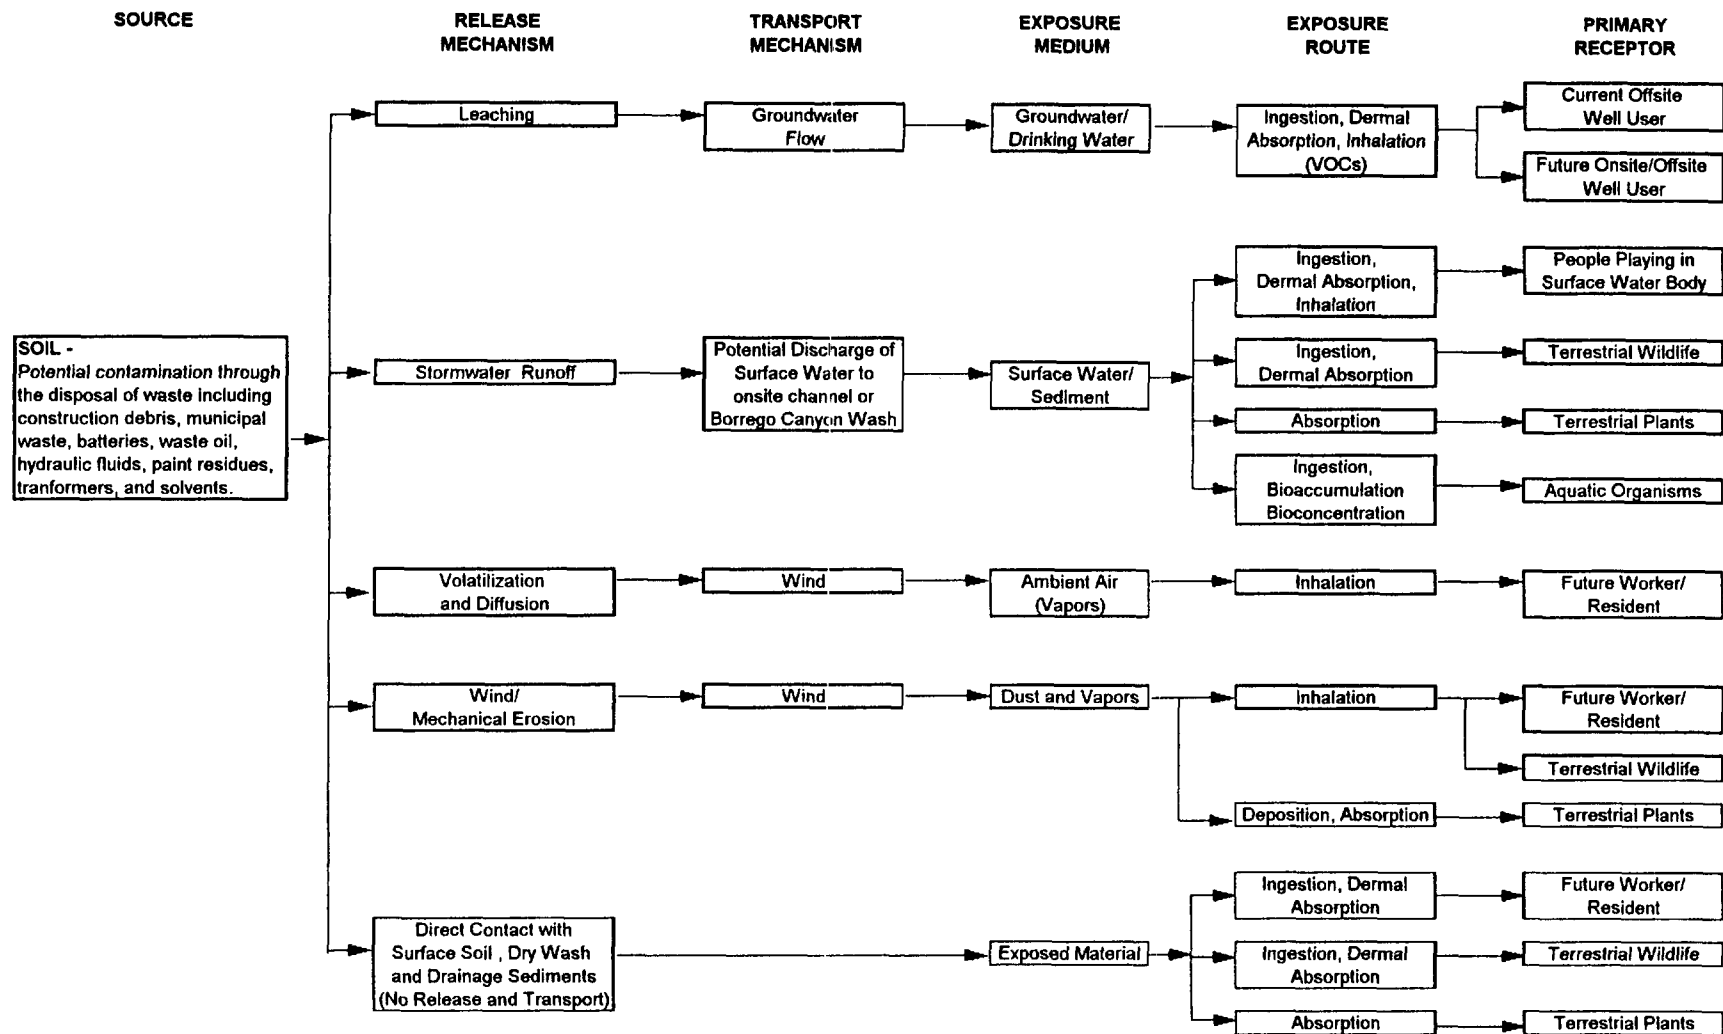 SOURCE
RELEASE
MECHANISM
TRANSPORT
MECHANISM
EXPOSURE
MEDIUM
EXPOSURE
ROUTE
PRIMARY
RECEPTOR
SOIL -
Potential contamination through
the disposal of waste including
construction debris, municipal
waste, batteries, waste oil,
hydraulic fluids, paint residues,
tranformers, and solvents.
Leaching
Groundwater
Flow
Groundwater/
Drinking Water
Ingestion, Dermal
Absorption, Inhalation
(VOCs)
Current Offsite
Well User
Future Onsite/Offsite
Well User
Stormwater Runoff
Potential Discharge of
Surface Water to
onsite channel or
Borrego Canyon Wash
Surface Water/
Sediment
Ingestion,
Dermal Absorption,
Inhalation
People Playing in
Surface Water Body
Ingestion,
Dermal Absorption
Terrestrial Wildlife
Absorption
Terrestrial Plants
Ingestion,
Bioaccumulation
Bioconcentration
Aquatic Organisms
Volatilization
and Diffusion
Wind
Ambient Air
(Vapors)
Inhalation
Future Worker/
Resident
Wind/
Mechanical Erosion
Wind
Dust and Vapors
Inhalation
Future Worker/
Resident
Terrestrial Wildlife
Deposition, Absorption
Terrestrial Plants
Direct Contact with
Surface Soil , Dry Wash
and Drainage Sediments
(No Release and Transport)
Exposed Material
Ingestion, Dermal
Absorption
Future Worker/
Resident
Ingestion, Dermal
Absorption
Terrestrial Wildlife
Absorption
Terrestrial Plants